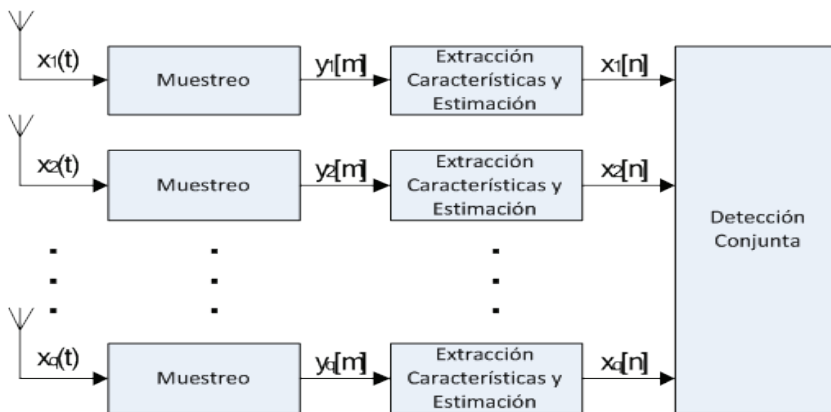 x1(t)
Muestreo
y1[m]
Extracción
Características y
Estimación
x1[n]
x2(t)
Muestreo
y2[m]
Extracción
Características y
Estimación
x2[n]
Detección
Conjunta
xq(t)
Muestreo
yq[m]
Extracción
Características y
Estimación
xq[n]